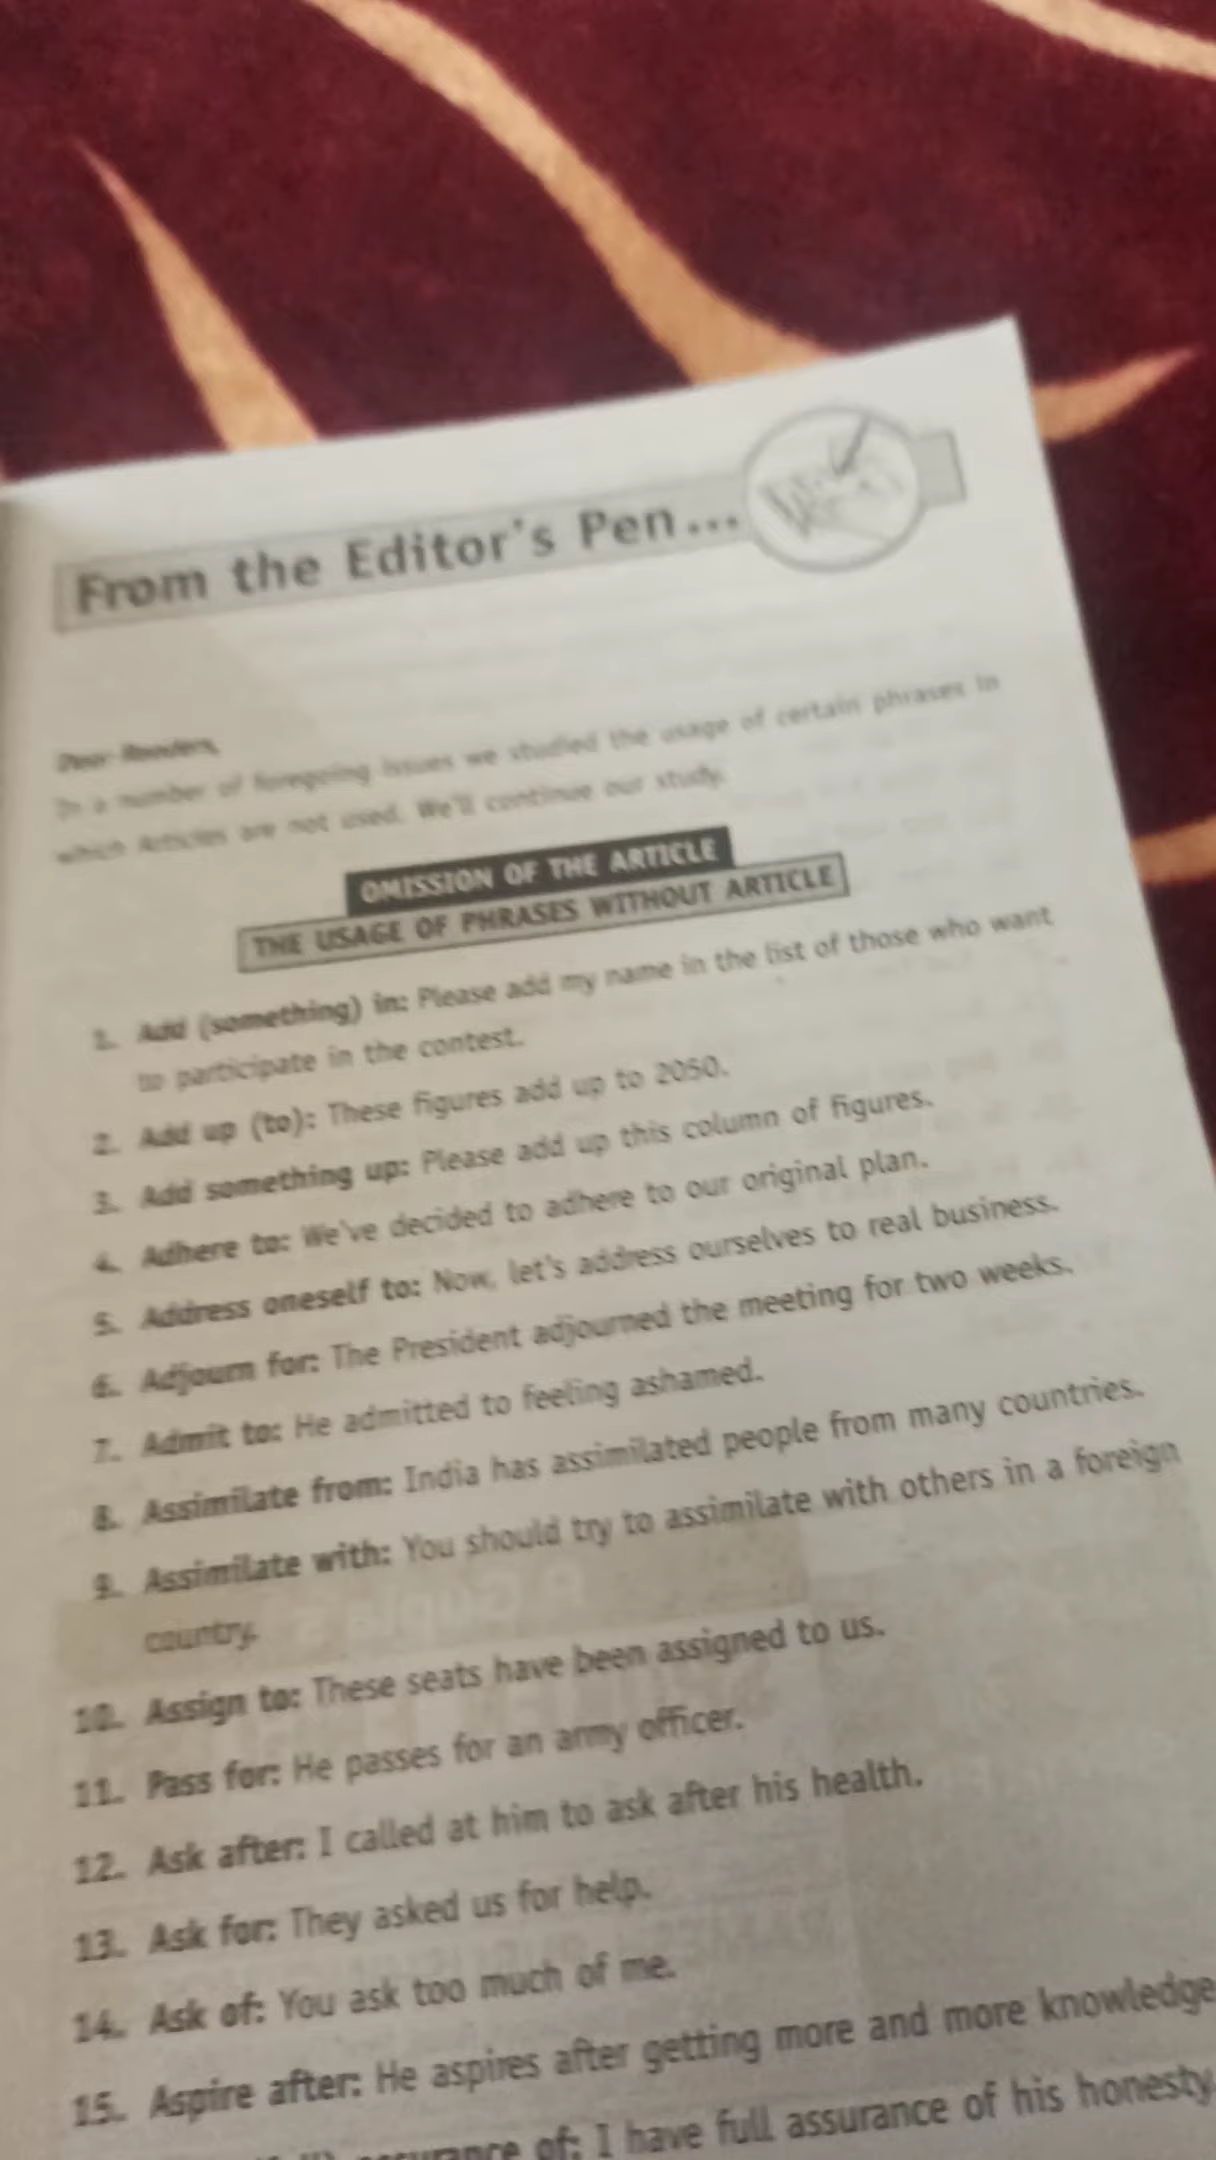 From the Editor's Pen...
Dear Readers,
In a number of foregoing issues we studied the usage of certain phrases in
which Articles are not used. We'll continue our study.
OMISSION OF THE ARTICLE
THE USAGE OF PHRASES WITHOUT ARTICLE
1. Add (something) in: Please add my name in the list of those who want
to participate in the contest.
2. Add up (to): These figures add up to 2050.
3. Add something up: Please add up this column of figures.
4. Adhere to: We've decided to adhere to our original plan.
5. Address oneself to: Now, let's address ourselves to real business.
6. Adjourn for: The President adjourned the meeting for two weeks.
7. Admit to: He admitted to feeling ashamed.
8. Assimilate from: India has assimilated people from many countries.
9. Assimilate with: You should try to assimilate with others in a foreign
country.
10. Assign to: These seats have been assigned to us.
11. Pass for: He passes for an army officer.
12. Ask after: I called at him to ask after his health.
13. Ask for: They asked us for help.
14. Ask of: You ask too much of me.
15. Aspire after: He aspires after getting more and more knowledge
assurance of: I have full assurance of his honesty.